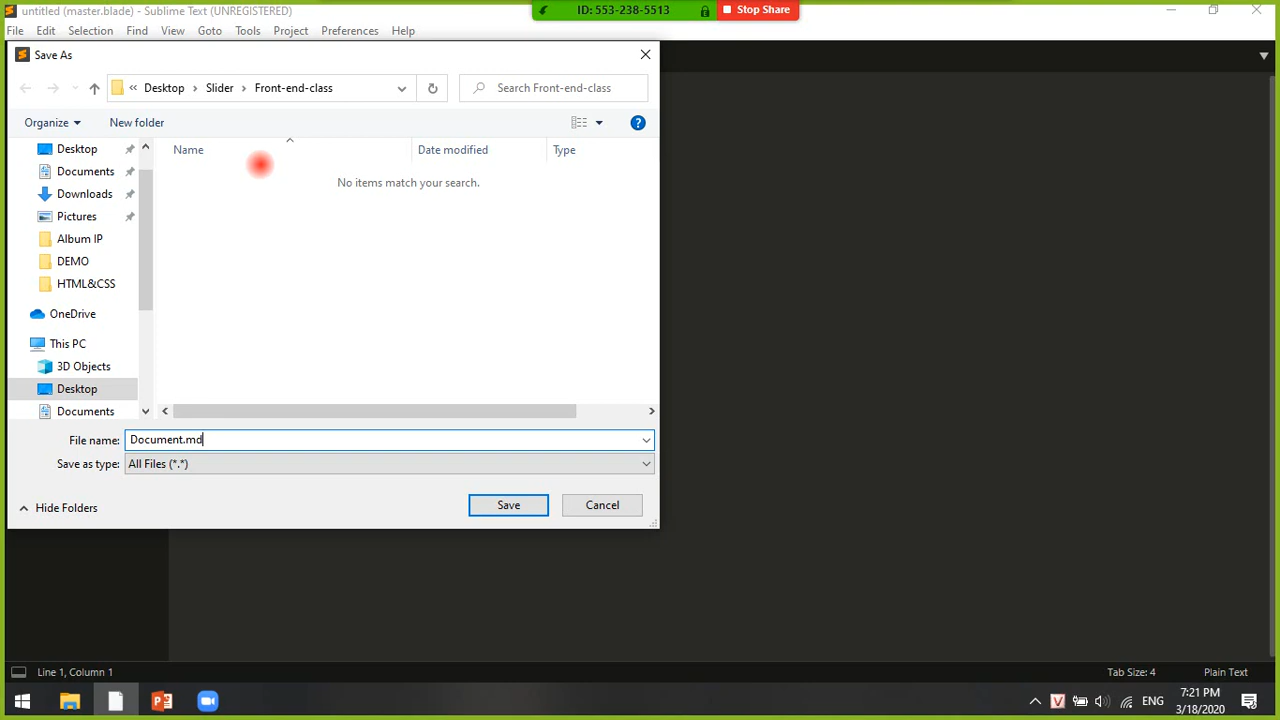 untitled (master.blade) - Sublime Text (UNREGISTERED)
ID: 553-238-5513
Stop Share
File Edit Selection Find View Goto Tools Project Preferences Help
Save As
Desktop Slider Front-end-class
Search Front-end-class
Organize New folder
Name Date modified Type
No items match your search.
Desktop
Documents
Downloads
Pictures
Album IP
DEMO
HTML&CSS
OneDrive
This PC
3D Objects
Desktop
Documents
File name: Document.md
Save as type: All Files (*.*)
Hide Folders
Save Cancel
Line 1, Column 1
Tab Size: 4 Plain Text
ENG
7:21 PM
3/18/2020